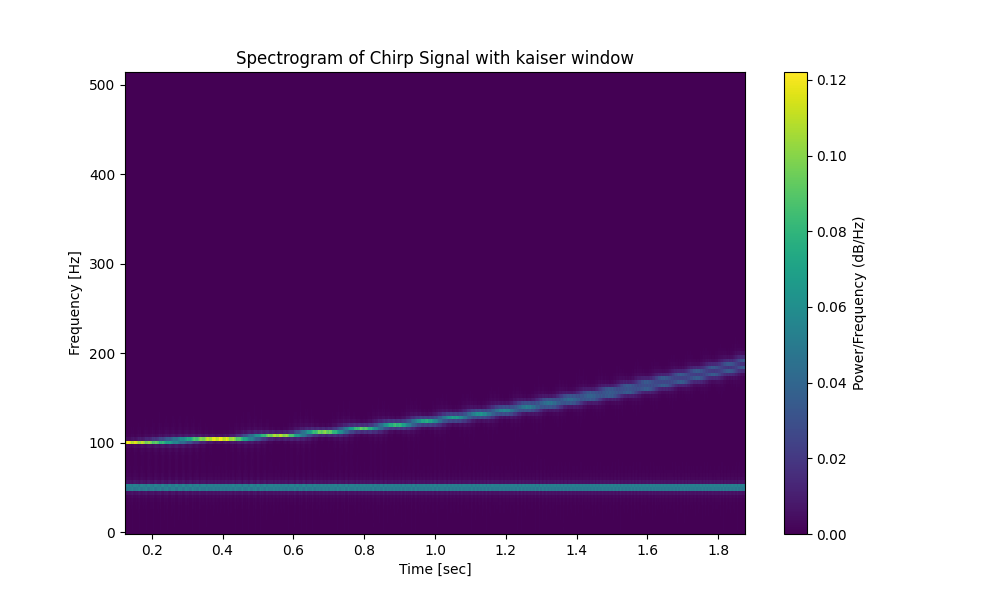 Spectrogram of Chirp Signal with kaiser window
500
400
300
200
100
0
Frequency [Hz]
0.2 0.4 0.6 0.8 1.0 1.2 1.4 1.6 1.8
Time [sec]
0.12
0.10
0.08
0.06
0.04
0.02
0.00
Power/Frequency (dB/Hz)